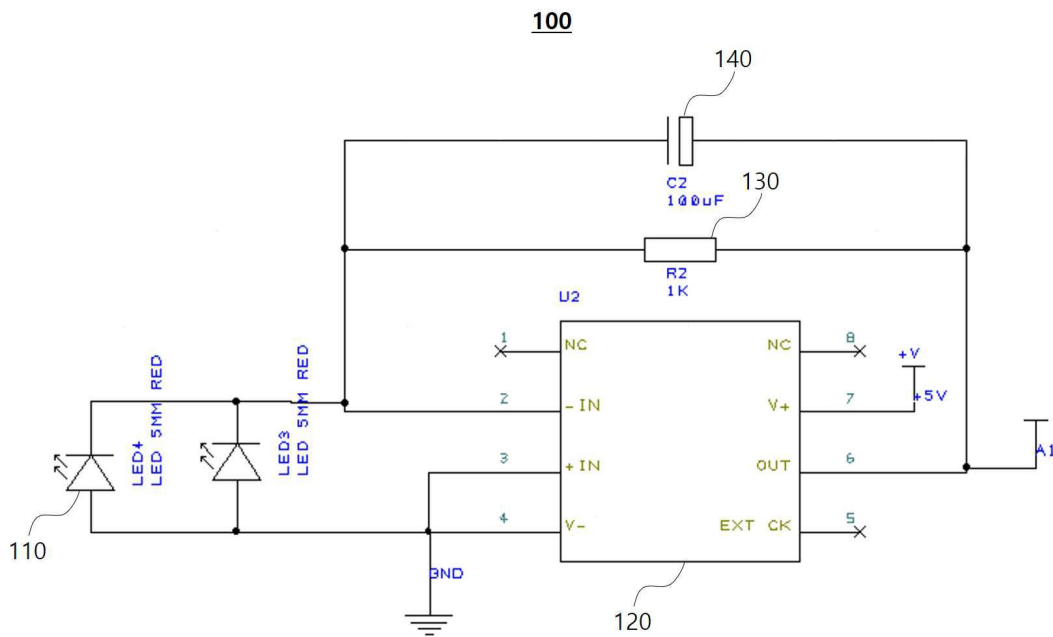 100
140
C2
100uF
130
R2
1K
U2
1
NC
NC
8
+V
+5V
2
-IN
V+
7
LED4
LED 5MM RED
LED3
LED 5MM RED
3
+IN
OUT
6
A1
4
V-
EXT CK
5
110
GND
120